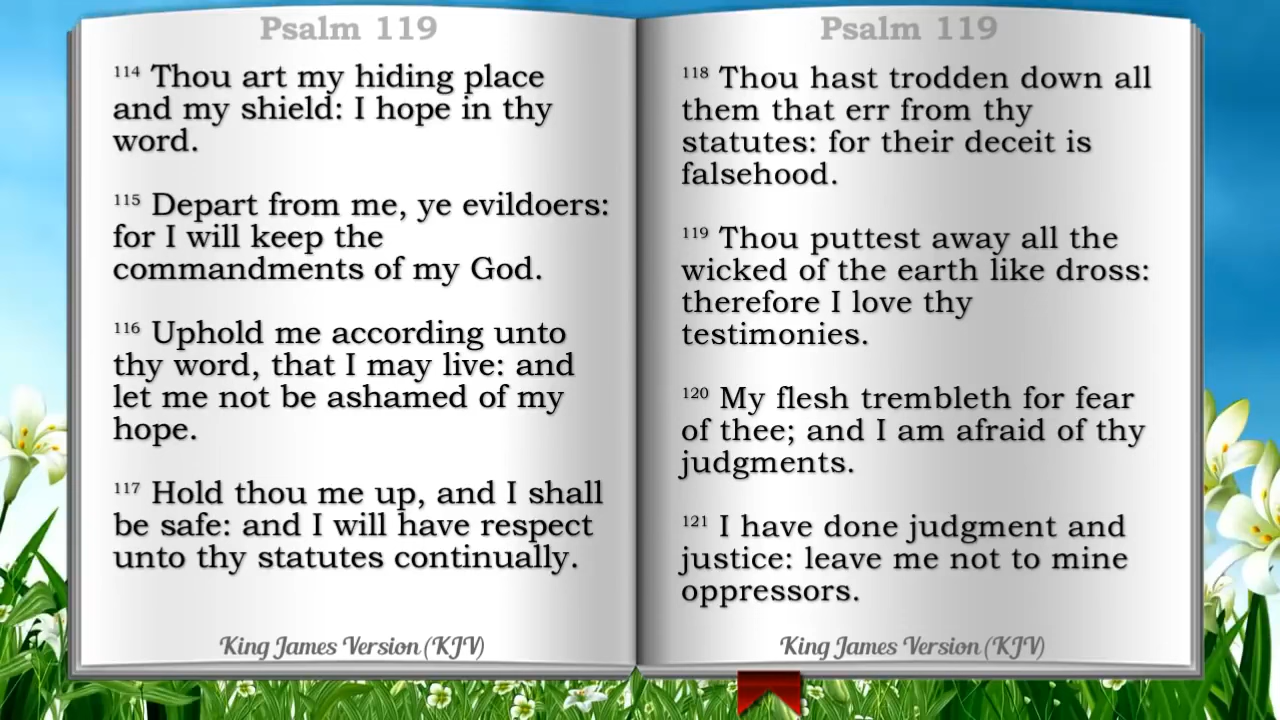 Psalm 119
114 Thou art my hiding place
and my shield: I hope in thy
word.
115 Depart from me, ye evildoers:
for I will keep the
commandments of my God.
116 Uphold me according unto
thy word, that I may live: and
let me not be ashamed of my
hope.
117 Hold thou me up, and I shall
be safe: and I will have respect
unto thy statutes continually.
King James Version (KJV)
Psalm 119
118 Thou hast trodden down all
them that err from thy
statutes: for their deceit is
falsehood.
119 Thou puttest away all the
wicked of the earth like dross:
therefore I love thy
testimonies.
120 My flesh trembleth for fear
of thee; and I am afraid of thy
judgments.
121 I have done judgment and
justice: leave me not to mine
oppressors.
King James Version (KJV)